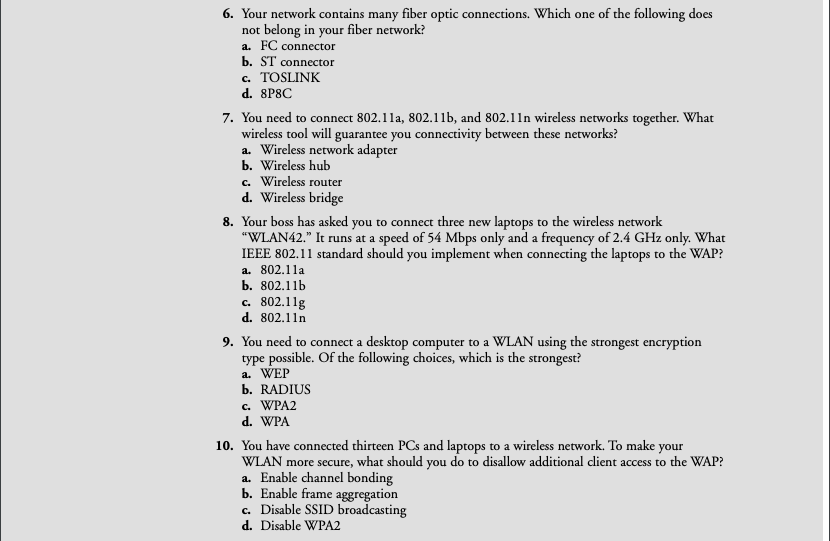 6. Your network contains many fiber optic connections. Which one of the following does
not belong in your fiber network?
a. FC connector
b. ST connector
c. TOSLINK
d. 8P8C
7. You need to connect 802.11a, 802.11b, and 802.11n wireless networks together. What
wireless tool will guarantee you connectivity between these networks?
a. Wireless network adapter
b. Wireless hub
c. Wireless router
d. Wireless bridge
8. Your boss has asked you to connect three new laptops to the wireless network
“WLAN42.” It runs at a speed of 54 Mbps only and a frequency of 2.4 GHz only. What
IEEE 802.11 standard should you implement when connecting the laptops to the WAP?
a. 802.11a
b. 802.11b
c. 802.11g
d. 802.11n
9. You need to connect a desktop computer to a WLAN using the strongest encryption
type possible. Of the following choices, which is the strongest?
a. WEP
b. RADIUS
c. WPA2
d. WPA
10. You have connected thirteen PCs and laptops to a wireless network. To make your
WLAN more secure, what should you do to disallow additional client access to the WAP?
a. Enable channel bonding
b. Enable frame aggregation
c. Disable SSID broadcasting
d. Disable WPA2